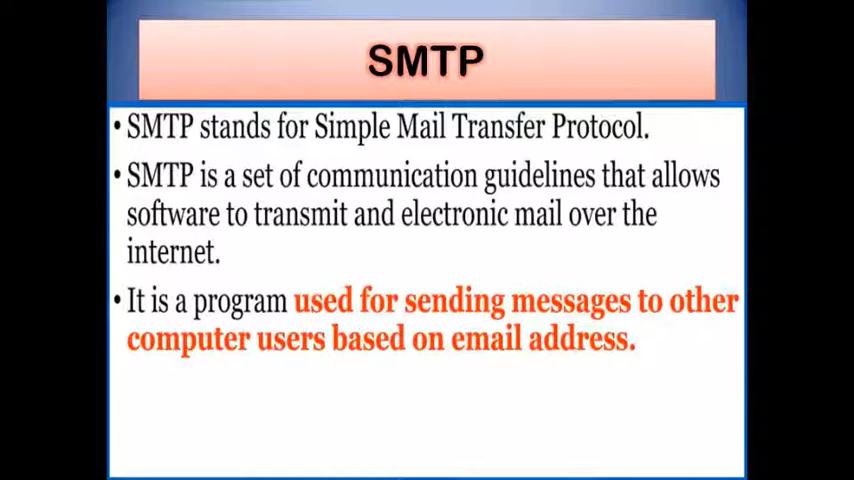 SMTP
• SMTP stands for Simple Mail Transfer Protocol.
• SMTP is a set of communication guidelines that allows
software to transmit and electronic mail over the
internet.
• It is a program used for sending messages to other
computer users based on email address.